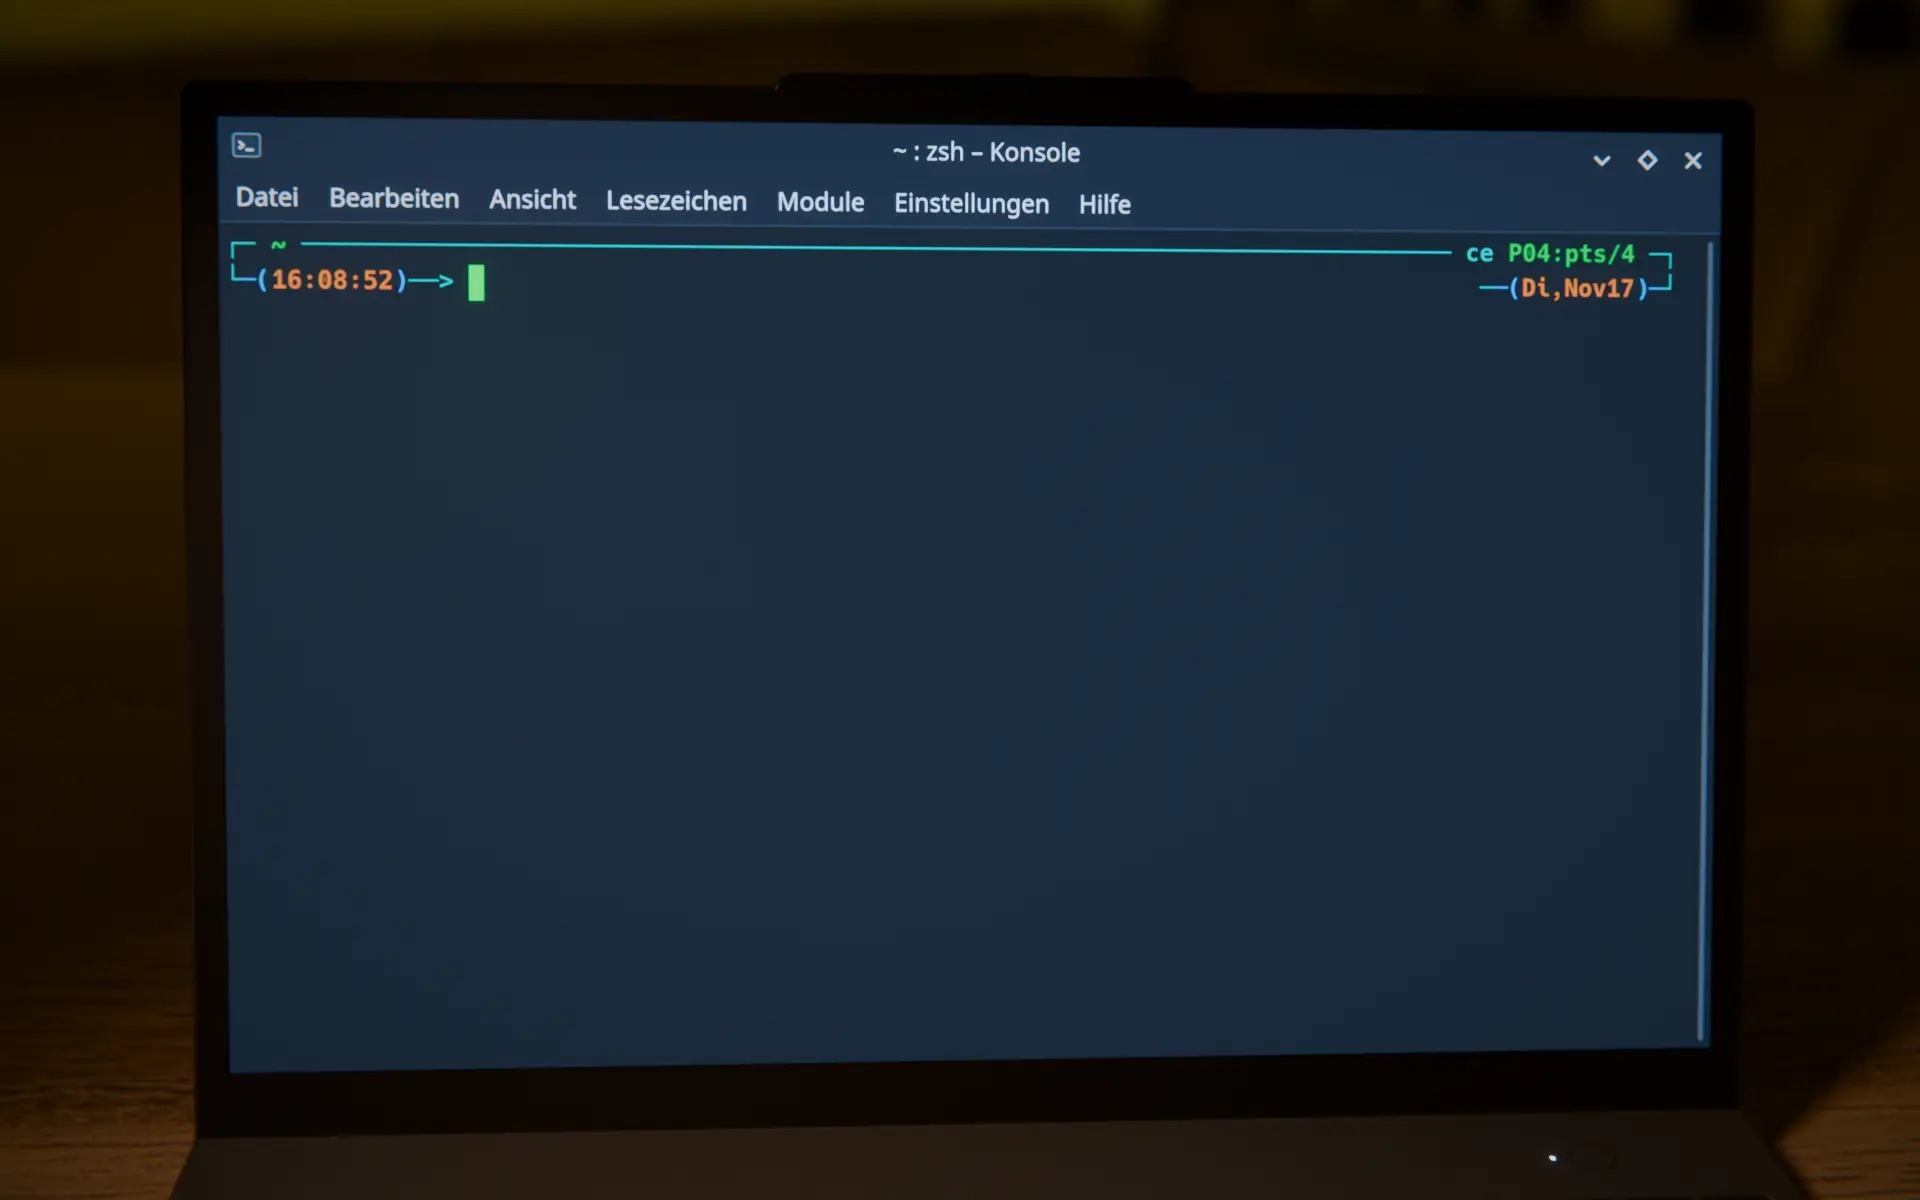 ~ : zsh – Konsole
Datei Bearbeiten Ansicht Lesezeichen Module Einstellungen Hilfe
┌─ ~ ─── ce P04:pts/4 ─┐
└─(16:08:52)──> ─(Di,Nov17)─┘